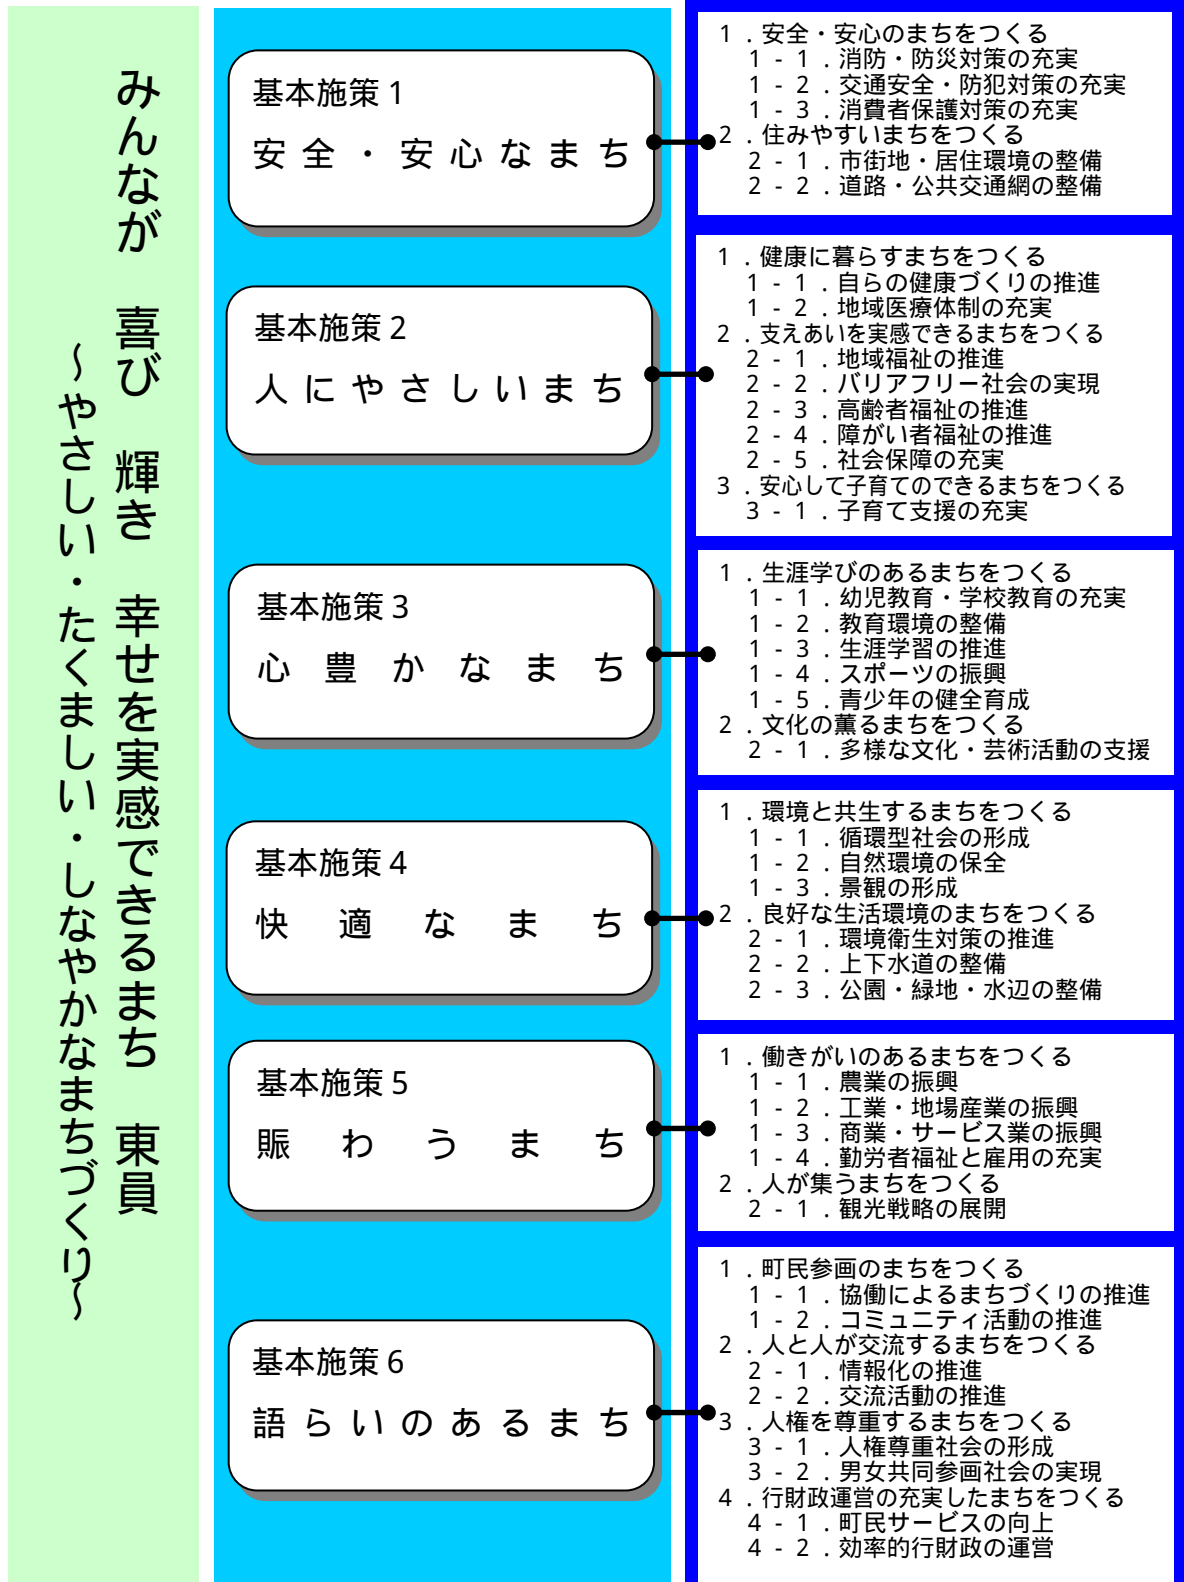 みんなが　喜び　輝き　幸せを実感できるまち　東員
～やさしい・たくましい・しなやかなまちづくり～
基本施策1
安全・安心なまち
1．安全・安心のまちをつくる
1-1．消防・防災対策の充実
1-2．交通安全・防犯対策の充実
1-3．消費者保護対策の充実
2．住みやすいまちをつくる
2-1．市街地・居住環境の整備
2-2．道路・公共交通網の整備
基本施策2
人にやさしいまち
1．健康に暮らすまちをつくる
1-1．自らの健康づくりの推進
1-2．地域医療体制の充実
2．支えあいを実感できるまちをつくる
2-1．地域福祉の推進
2-2．バリアフリー社会の実現
2-3．高齢者福祉の推進
2-4．障がい者福祉の推進
2-5．社会保障の充実
3．安心して子育てのできるまちをつくる
3-1．子育て支援の充実
基本施策3
心豊かなまち
1．生涯学びのあるまちをつくる
1-1．幼児教育・学校教育の充実
1-2．教育環境の整備
1-3．生涯学習の推進
1-4．スポーツの振興
1-5．青少年の健全育成
2．文化の薫るまちをつくる
2-1．多様な文化・芸術活動の支援
基本施策4
快適なまち
1．環境と共生するまちをつくる
1-1．循環型社会の形成
1-2．自然環境の保全
1-3．景観の形成
2．良好な生活環境のまちをつくる
2-1．環境衛生対策の推進
2-2．上下水道の整備
2-3．公園・緑地・水辺の整備
基本施策5
賑わうまち
1．働きがいのあるまちをつくる
1-1．農業の振興
1-2．工業・地場産業の振興
1-3．商業・サービス業の振興
1-4．勤労者福祉と雇用の充実
2．人が集うまちをつくる
2-1．観光戦略の展開
基本施策6
語らいのあるまち
1．町民参画のまちをつくる
1-1．協働によるまちづくりの推進
1-2．コミュニティ活動の推進
2．人と人が交流するまちをつくる
2-1．情報化の推進
2-2．交流活動の推進
3．人権を尊重するまちをつくる
3-1．人権尊重社会の形成
3-2．男女共同参画社会の実現
4．行財政運営の充実したまちをつくる
4-1．町民サービスの向上
4-2．効率的行財政の運営